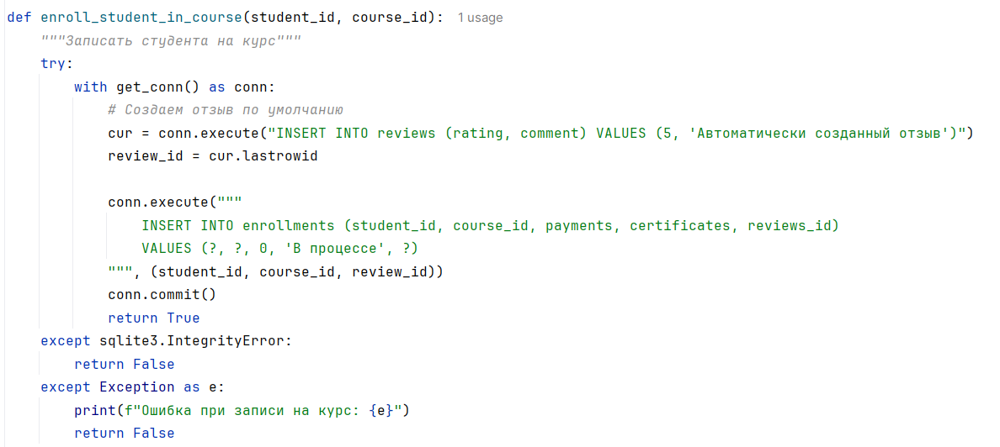 def enroll_student_in_course(student_id, course_id): 1 usage
    """Записать студента на курс"""
    try:
        with get_conn() as conn:
            # Создаем отзыв по умолчанию
            cur = conn.execute("INSERT INTO reviews (rating, comment) VALUES (5, 'Автоматически созданный отзыв')")
            review_id = cur.lastrowid

            conn.execute("""
                INSERT INTO enrollments (student_id, course_id, payments, certificates, reviews_id)
                VALUES (?, ?, 0, 'В процессе', ?)
            """, (student_id, course_id, review_id))
            conn.commit()
            return True
    except sqlite3.IntegrityError:
        return False
    except Exception as e:
        print(f"Ошибка при записи на курс: {e}")
        return False